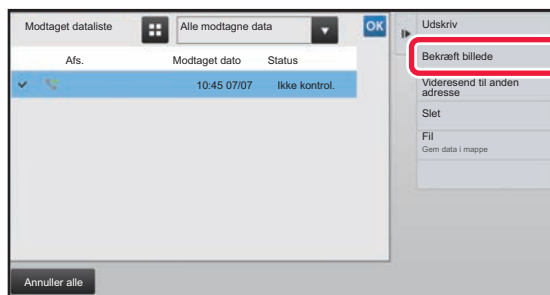 Modtaget dataliste
Alle modtagne data
OK
Afs.
Modtaget dato
Status
10:45 07/07
Ikke kontrol.
Udskriv
Bekræft billede
Videresend til anden
adresse
Slet
Fil
Gem data i mappe
Annuller alle